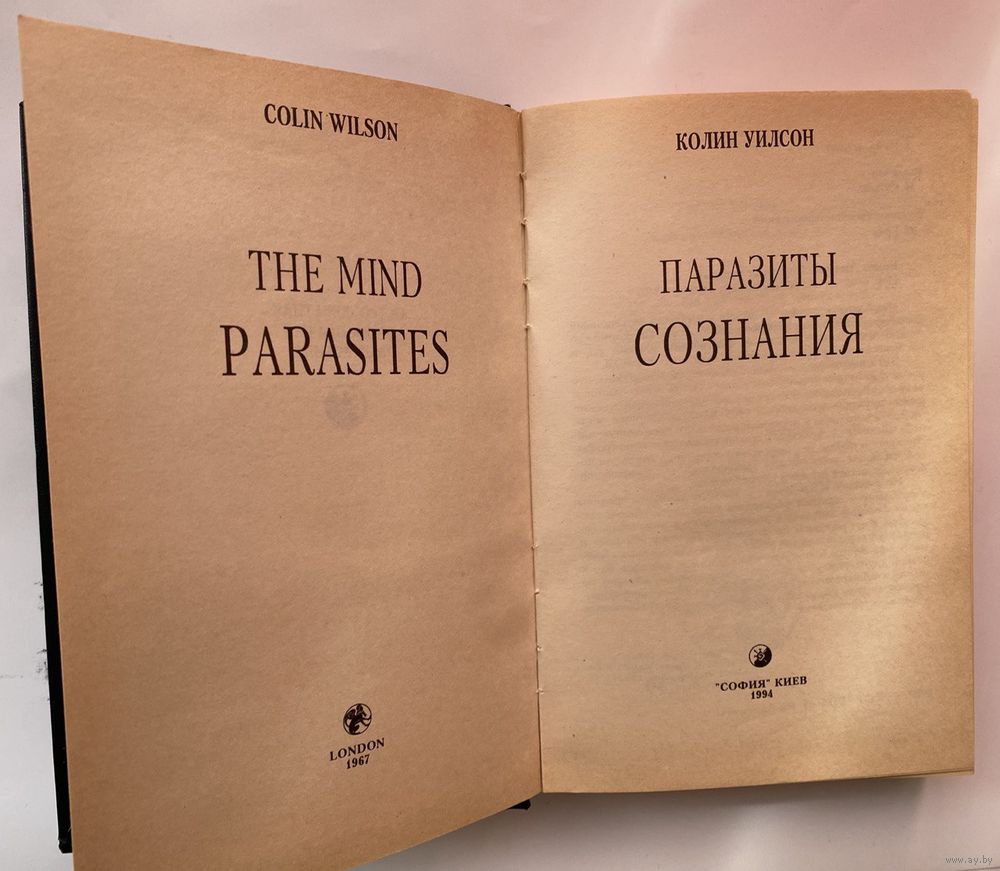 COLIN WILSON
THE MIND
PARASITES
LONDON
1967
КОЛИН УИЛСОН
ПАРАЗИТЫ
СОЗНАНИЯ
"СОФИЯ" КИЕВ
1994
www.ay.by